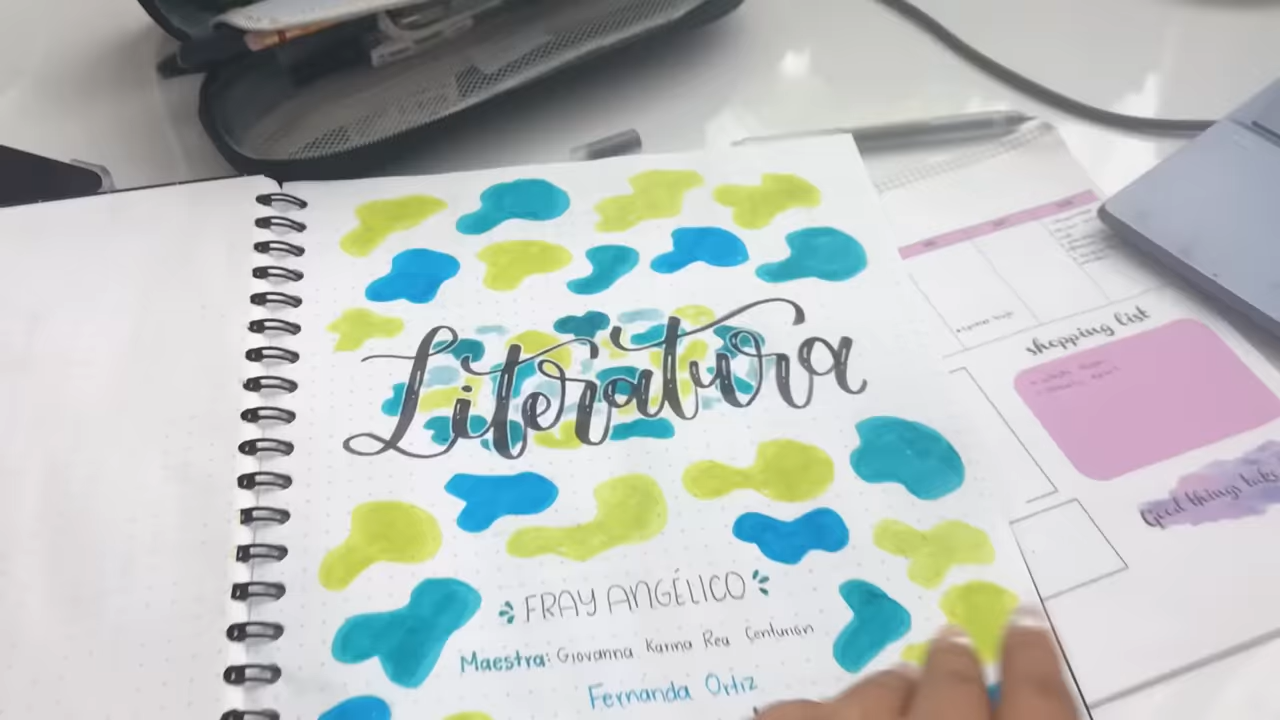 Literatura
FRAY ANGÉLICO
Maestra: Giovanna Karina Rea Centurión
Fernanda Ortiz
shopping list
Good things take